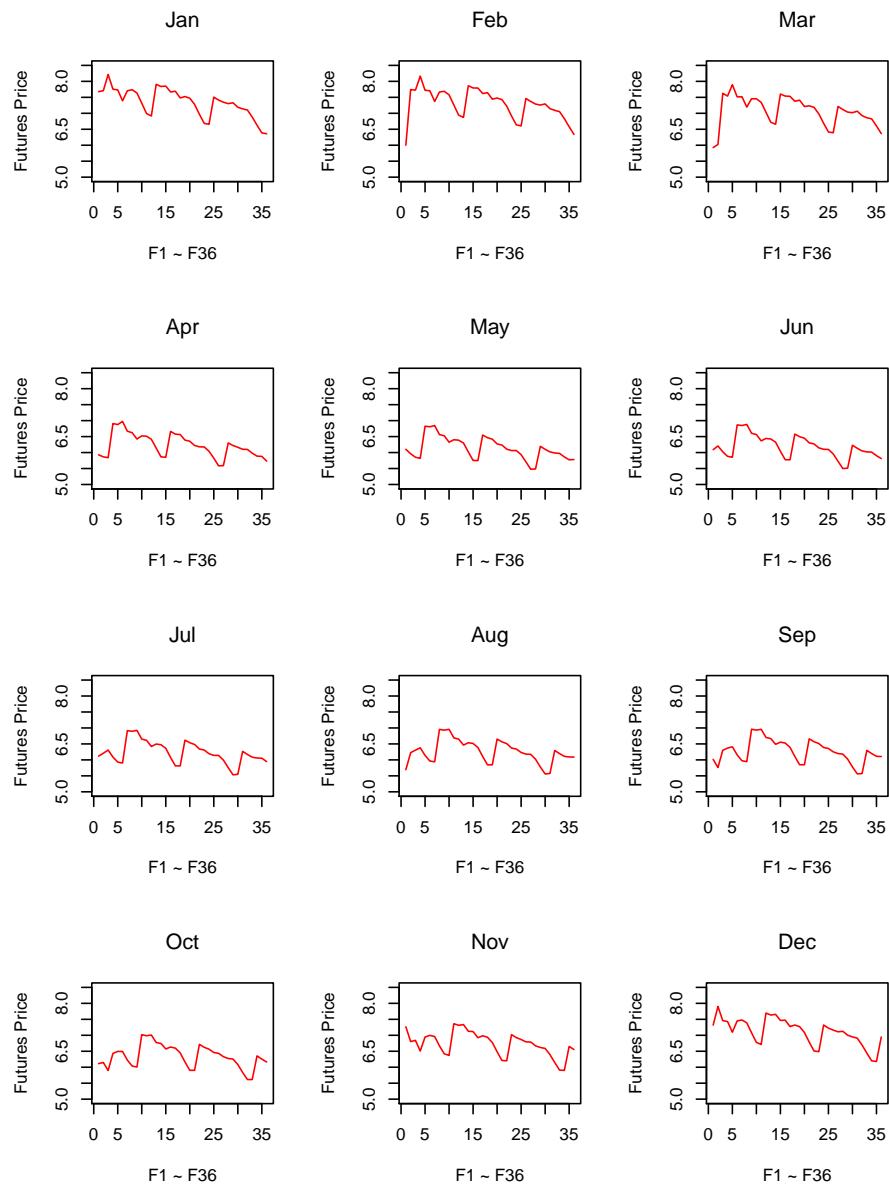 Jan Feb Mar
Futures Price Futures Price Futures Price
8.0 8.0 8.0
6.5 6.5 6.5
5.0 5.0 5.0
0 5 15 25 35 0 5 15 25 35 0 5 15 25 35
F1 ~ F36 F1 ~ F36 F1 ~ F36
Apr May Jun
Futures Price Futures Price Futures Price
8.0 8.0 8.0
6.5 6.5 6.5
5.0 5.0 5.0
0 5 15 25 35 0 5 15 25 35 0 5 15 25 35
F1 ~ F36 F1 ~ F36 F1 ~ F36
Jul Aug Sep
Futures Price Futures Price Futures Price
8.0 8.0 8.0
6.5 6.5 6.5
5.0 5.0 5.0
0 5 15 25 35 0 5 15 25 35 0 5 15 25 35
F1 ~ F36 F1 ~ F36 F1 ~ F36
Oct Nov Dec
Futures Price Futures Price Futures Price
8.0 8.0 8.0
6.5 6.5 6.5
5.0 5.0 5.0
0 5 15 25 35 0 5 15 25 35 0 5 15 25 35
F1 ~ F36 F1 ~ F36 F1 ~ F36